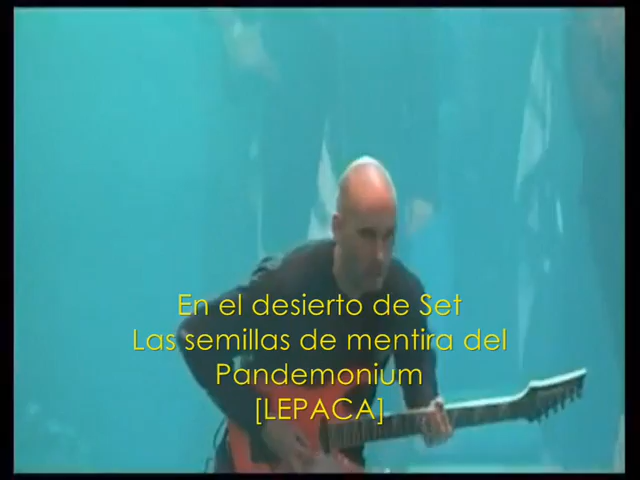 En el desierto de Set
Las semillas de mentira del
Pandemonium
[LEPACA]